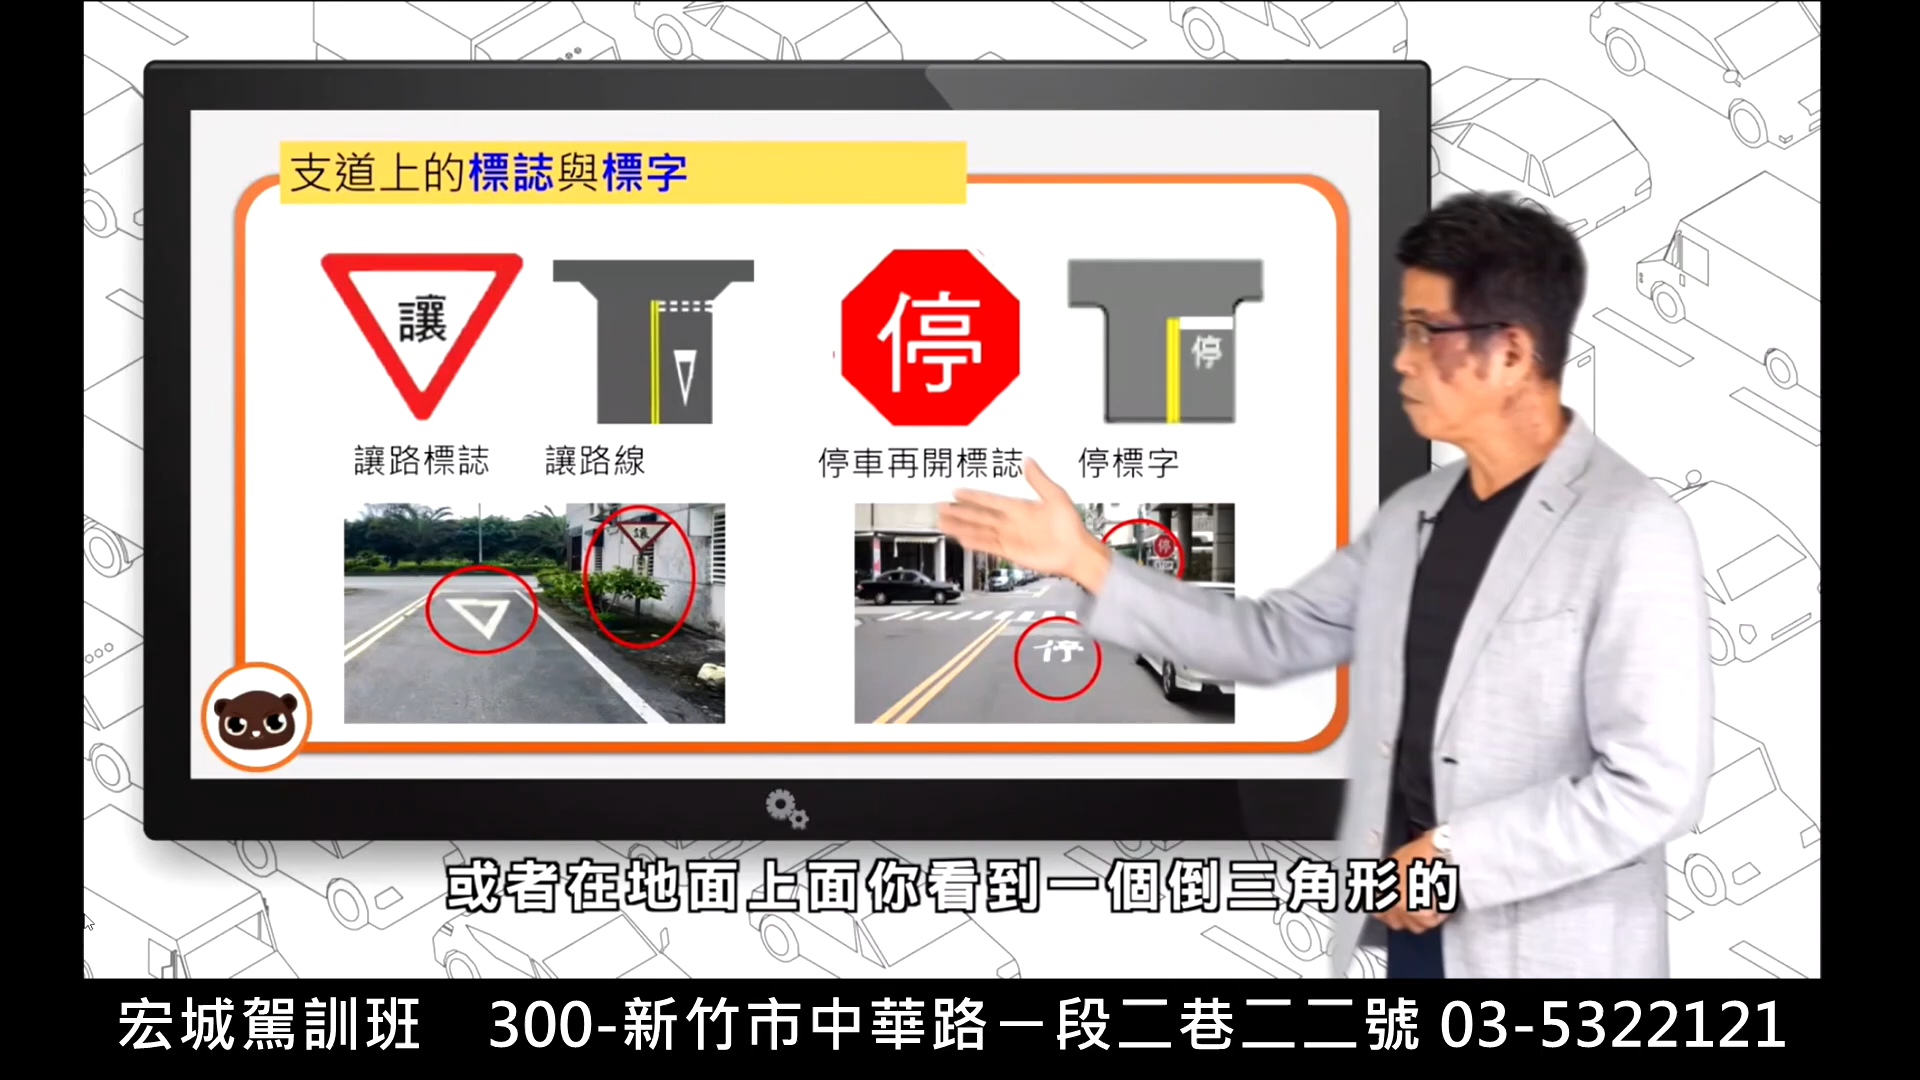 支道上的標誌與標字
讓
停
停
讓路標誌
讓路線
停車再開標誌
停標字
讓
停
停
或者在地面上面你看到一個倒三角形的
宏城駕訓班 300-新竹市中華路一段二巷二二號 03-5322121